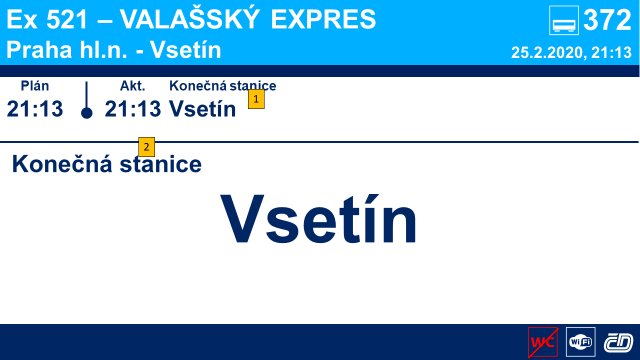 Ex 521 – VALAŠSKÝ EXPRES
372
Praha hl.n. - Vsetín
25.2.2020, 21:13
Plán
Akt.
Konečná stanice
21:13
21:13
Vsetín
1
2
Konečná stanice
Vsetín
WC
WiFi
ČD